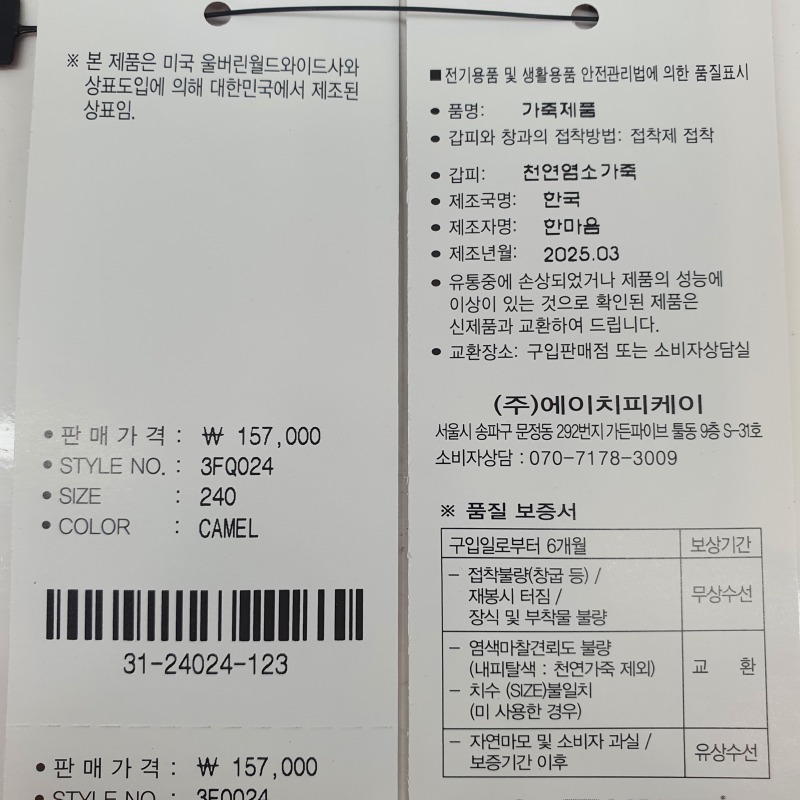 ※ 본 제품은 미국 울버린월드와이드사와
상표도입에 의해 대한민국에서 제조된
상표임.
• 판매가격 : ₩ 157,000
• STYLE NO. : 3FQ024
• SIZE : 240
• COLOR : CAMEL
31-24024-123
• 판매가격 : ₩ 157,000
STYLE NO. : 3FQ024
■ 전기용품 및 생활용품 안전관리법에 의한 품질표시
• 품명: 가죽제품
• 갑피와 창과의 접착방법: 접착제 접착
• 갑피: 천연염소가죽
• 제조국명: 한국
• 제조자명: 한마음
• 제조년월: 2025.03
• 유통중에 손상되었거나 제품의 성능에
이상이 있는 것으로 확인된 제품은
신제품과 교환하여 드립니다.
• 교환장소: 구입판매점 또는 소비자상담실
(주)에이치피케이
서울시 송파구 문정동 292번지 가든파이브 툴동 9층 S-31호
소비자상담 : 070-7178-3009
※ 품질 보증서
구입일로부터 6개월 보상기간
- 접착불량(창굽 등) /
재봉시 터짐 /
장식 및 부착물 불량
무상수선
- 염색마찰견뢰도 불량
(내피탈색 : 천연가죽 제외)
- 치수 (SIZE)불일치
(미 사용한 경우)
교 환
- 자연마모 및 소비자 과실 /
보증기간 이후
유상수선